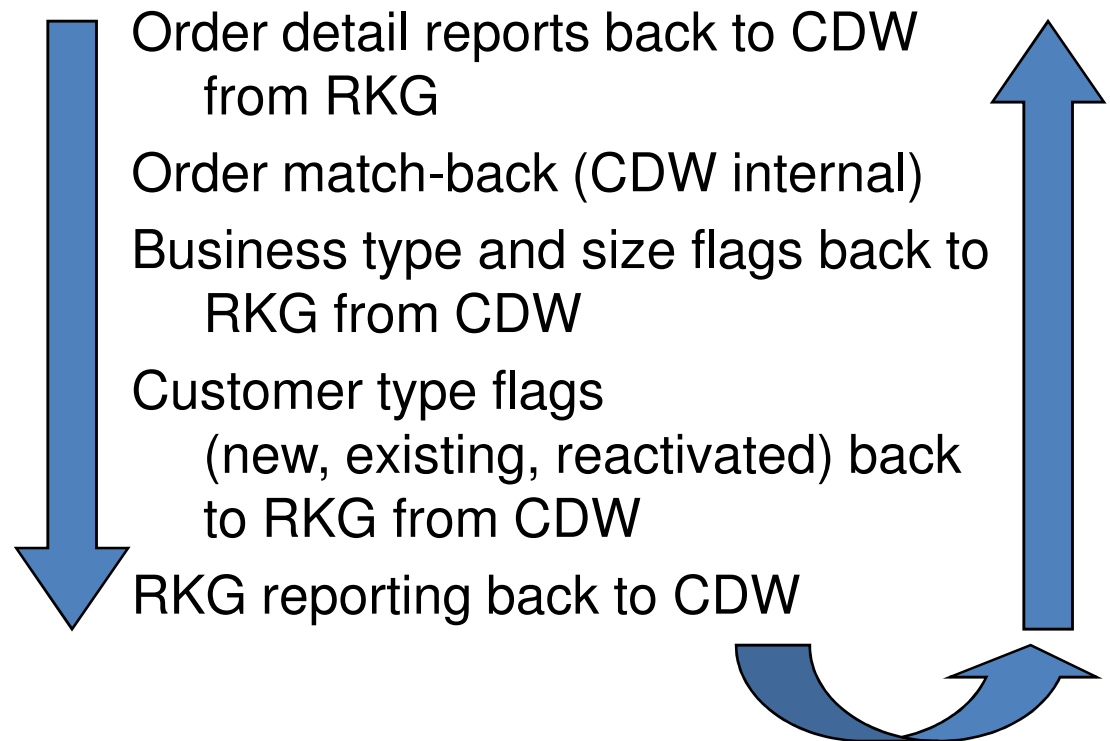 Order detail reports back to CDW
from RKG
Order match-back (CDW internal)
Business type and size flags back to
RKG from CDW
Customer type flags
(new, existing, reactivated) back
to RKG from CDW
RKG reporting back to CDW